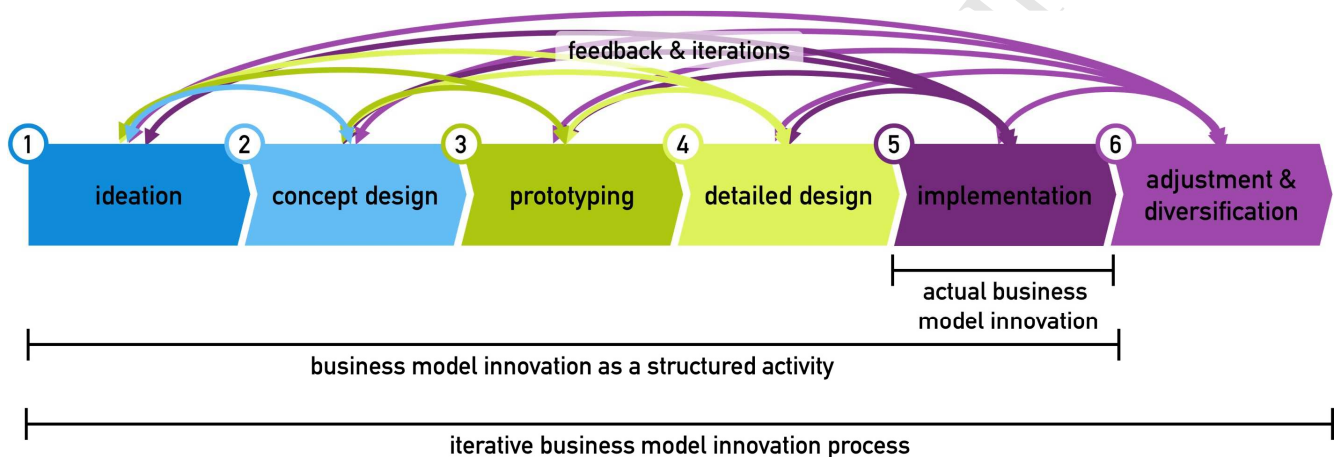 feedback & iterations
1
2
3
4
5
6
ideation
concept design
prototyping
detailed design
implementation
adjustment &
diversification
actual business
model innovation
business model innovation as a structured activity
iterative business model innovation process